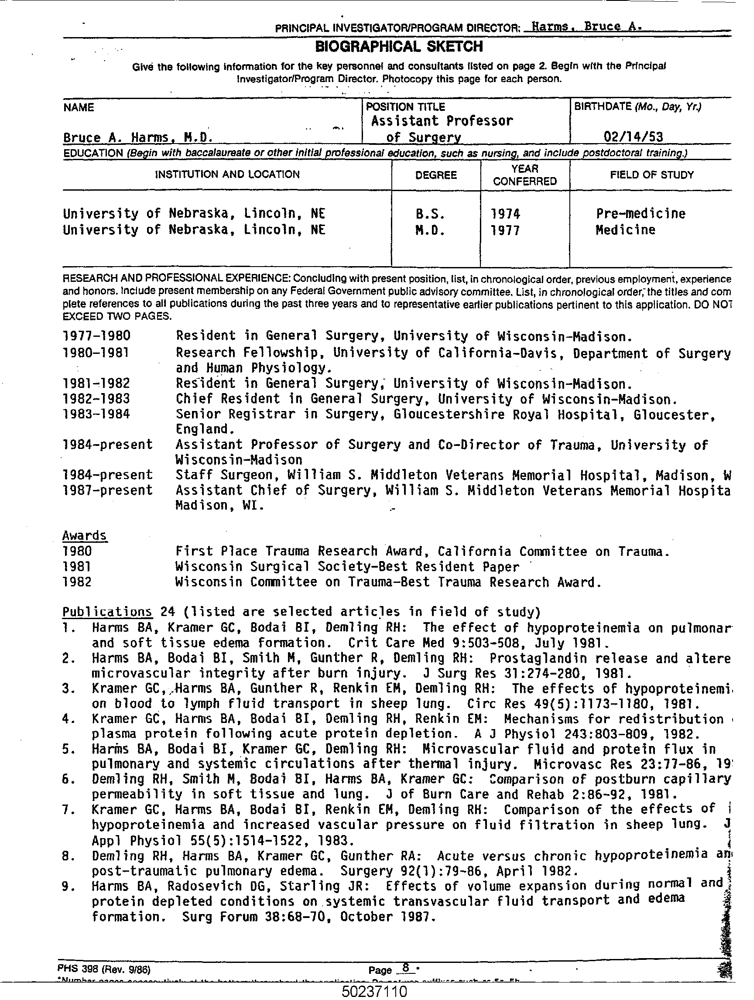 PRINCIPAL INVESTIGATOR/PROGRAM DIRECTOR: Harms, Bruce A.
BIOGRAPHICAL SKETCH
Give the following information for the key personnel and consultants listed on page 2. Begin with the Principal
Investigator/Program Director. Photocopy this page for each person.
NAME POSITION TITLE BIRTHDATE (Mo., Day, Yr.)
Assistant Professor
Bruce A. Harms, M.D. of Surgery 02/14/53
EDUCATION (Begin with baccalaureate or other initial professional education, such as nursing, and include postdoctoral training.)
INSTITUTION AND LOCATION DEGREE YEAR CONFERRED FIELD OF STUDY
University of Nebraska, Lincoln, NE B.S. 1974 Pre-medicine
University of Nebraska, Lincoln, NE M.D. 1977 Medicine
RESEARCH AND PROFESSIONAL EXPERIENCE: Concluding with present position, list, in chronological order, previous employment, experience
and honors. Include present membership on any Federal Government public advisory committee. List, in chronological order, the titles and com
plete references to all publications during the past three years and to representative earlier publications pertinent to this application. DO NOT
EXCEED TWO PAGES.
1977-1980 Resident in General Surgery, University of Wisconsin-Madison.
1980-1981 Research Fellowship, University of California-Davis, Department of Surgery
and Human Physiology.
1981-1982 Resident in General Surgery, University of Wisconsin-Madison.
1982-1983 Chief Resident in General Surgery, University of Wisconsin-Madison.
1983-1984 Senior Registrar in Surgery, Gloucestershire Royal Hospital, Gloucester,
England.
1984-present Assistant Professor of Surgery and Co-Director of Trauma, University of
Wisconsin-Madison
1984-present Staff Surgeon, William S. Middleton Veterans Memorial Hospital, Madison, W
1987-present Assistant Chief of Surgery, William S. Middleton Veterans Memorial Hospita
Madison, WI.
Awards
1980 First Place Trauma Research Award, California Committee on Trauma.
1981 Wisconsin Surgical Society-Best Resident Paper
1982 Wisconsin Committee on Trauma-Best Trauma Research Award.
Publications 24 (listed are selected articles in field of study)
1. Harms BA, Kramer GC, Bodai BI, Demling RH: The effect of hypoproteinemia on pulmonar
and soft tissue edema formation. Crit Care Med 9:503-508, July 1981.
2. Harms BA, Bodai BI, Smith M, Gunther R, Demling RH: Prostaglandin release and altere
microvascular integrity after burn injury. J Surg Res 31:274-280, 1981.
3. Kramer GC, Harms BA, Gunther R, Renkin EM, Demling RH: The effects of hypoproteinemi
on blood to lymph fluid transport in sheep lung. Circ Res 49(5):1173-1180, 1981.
4. Kramer GC, Harms BA, Bodai BI, Demling RH, Renkin EM: Mechanisms for redistribution
plasma protein following acute protein depletion. A J Physiol 243:803-809, 1982.
5. Harms BA, Bodai BI, Kramer GC, Demling RH: Microvascular fluid and protein flux in
pulmonary and systemic circulations after thermal injury. Microvasc Res 23:77-86, 19
6. Demling RH, Smith M, Bodai BI, Harms BA, Kramer GC: Comparison of postburn capillary
permeability in soft tissue and lung. J of Burn Care and Rehab 2:86-92, 1981.
7. Kramer GC, Harms BA, Bodai BI, Renkin EM, Demling RH: Comparison of the effects of
hypoproteinemia and increased vascular pressure on fluid filtration in sheep lung. J
Appl Physiol 55(5):1514-1522, 1983.
8. Demling RH, Harms BA, Kramer GC, Gunther RA: Acute versus chronic hypoproteinemia an
post-traumatic pulmonary edema. Surgery 92(1):79-86, April 1982.
9. Harms BA, Radosevich DG, Starling JR: Effects of volume expansion during normal and
protein depleted conditions on systemic transvascular fluid transport and edema
formation. Surg Forum 38:68-70, October 1987.
PHS 398 (Rev. 9/86) Page 8
50237110